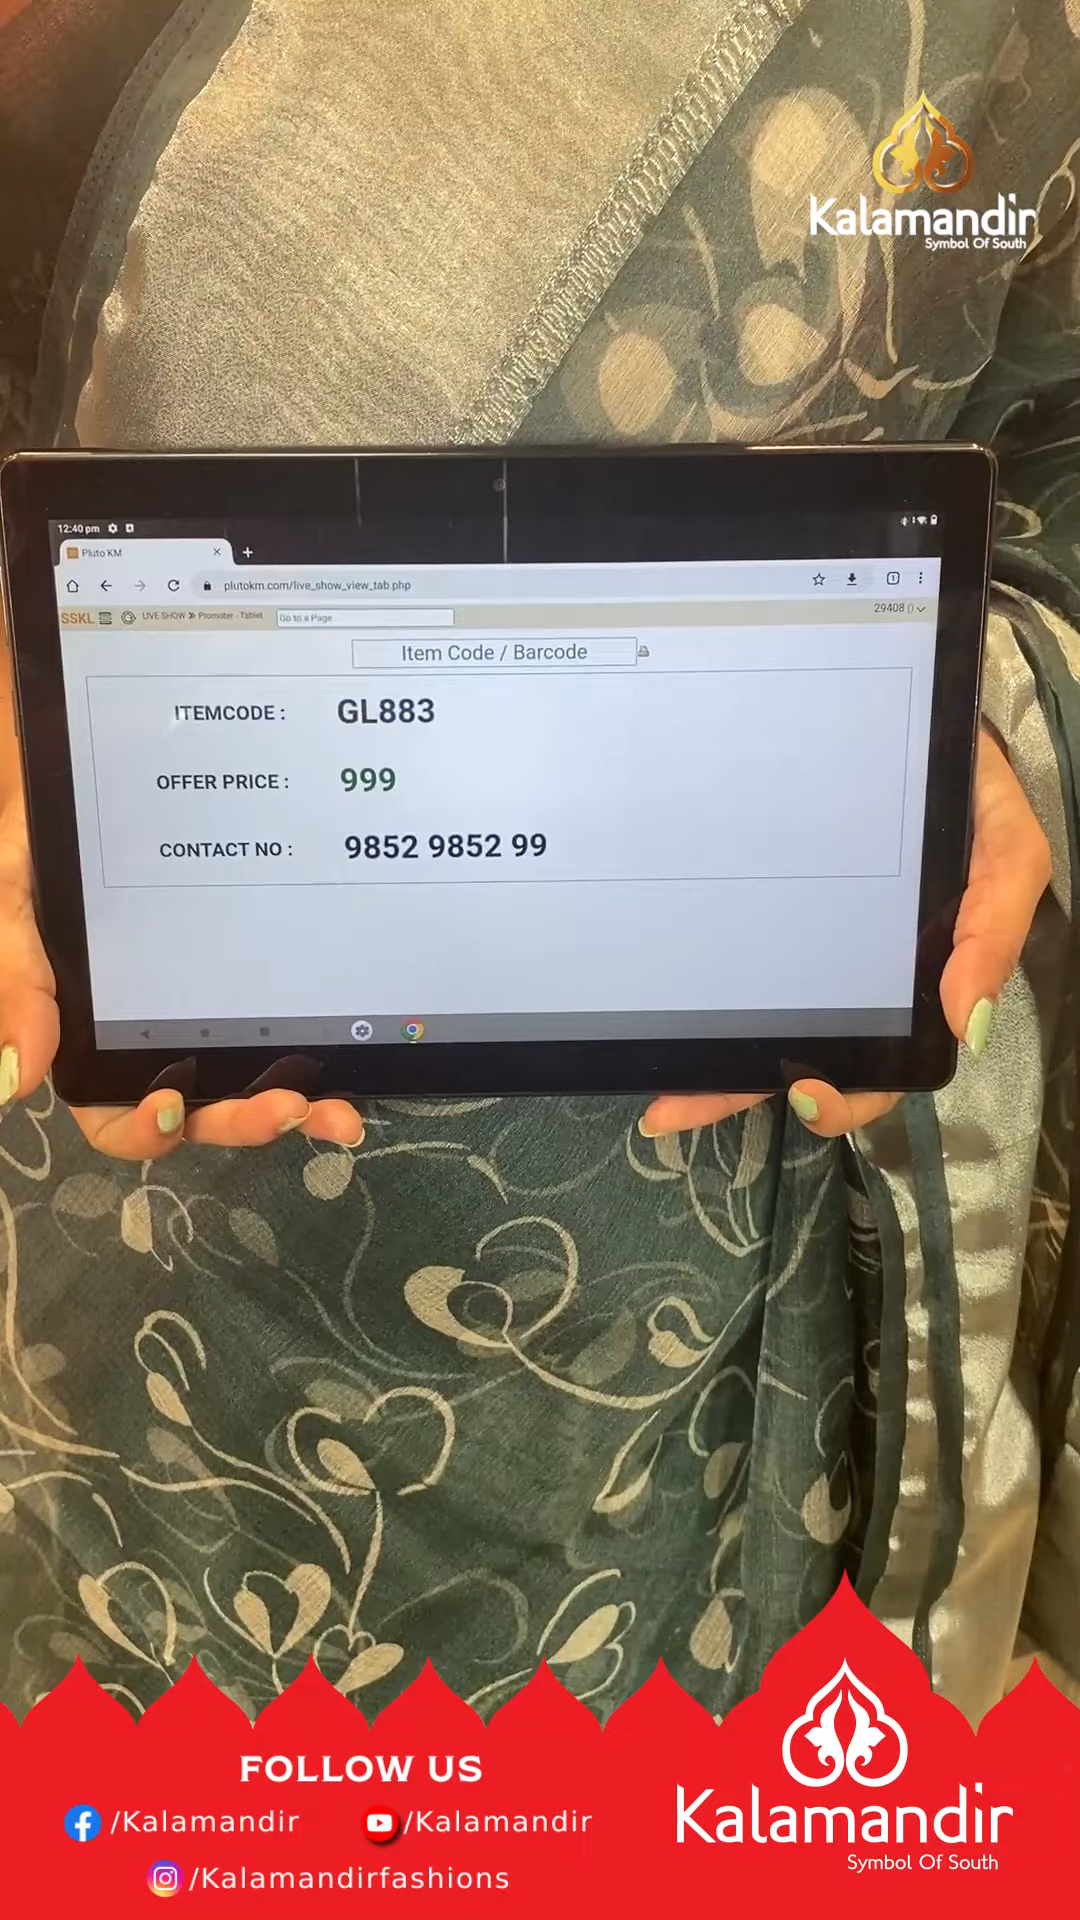 Kalamandir
Symbol Of South
12:40 pm
Pluto KM
plutokm.com/live_show_view_tab.php
SSKL
LIVE SHOW >> Promoter - Tablet
Go to a Page
29408 ()
Item Code / Barcode
ITEMCODE : GL883
OFFER PRICE : 999
CONTACT NO : 9852 9852 99
FOLLOW US
/Kalamandir /Kalamandir
/Kalamandirfashions
Kalamandir
Symbol Of South